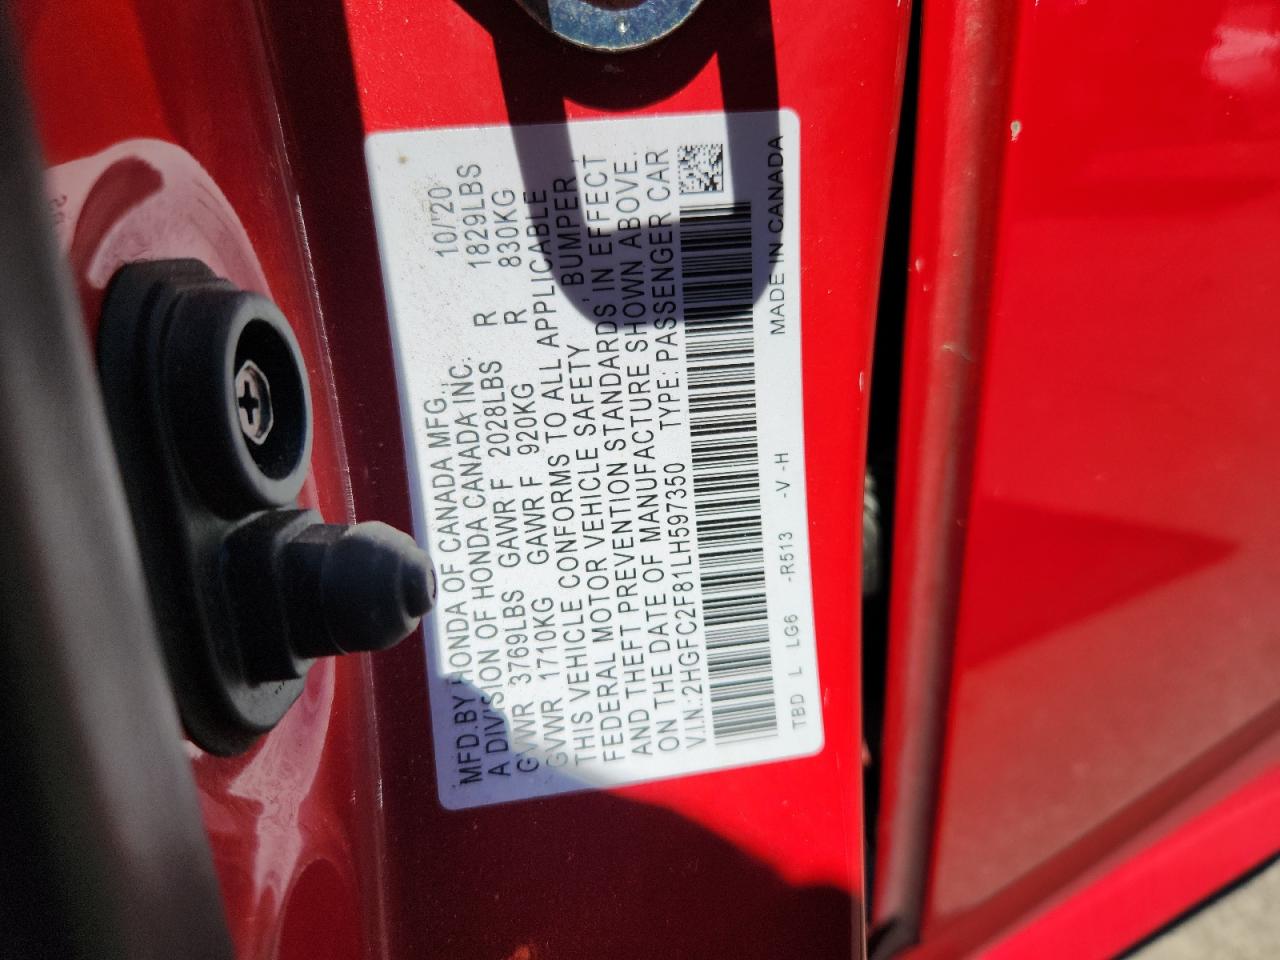 MFD.BY HONDA OF CANADA MFG., 10/'20
A DIVISION OF HONDA CANADA INC.
GVWR 3769LBS GAWR F 2028LBS R 1829LBS
GVWR 1710KG GAWR F 920KG R 830KG
THIS VEHICLE CONFORMS TO ALL APPLICABLE
FEDERAL MOTOR VEHICLE SAFETY, BUMPER,
AND THEFT PREVENTION STANDARDS IN EFFECT
ON THE DATE OF MANUFACTURE SHOWN ABOVE.
V.I.N.:2HGFC2F81LH597350 TYPE: PASSENGER CAR
TBD L LG6 -R513 -V -H MADE IN CANADA